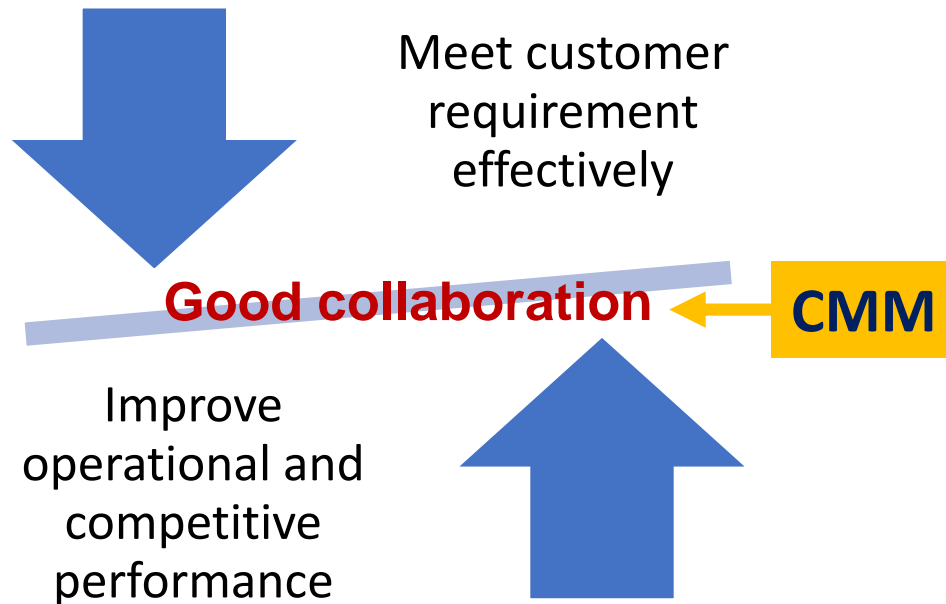 Meet customer
requirement
effectively
Good collaboration
CMM
Improve
operational and
competitive
performance